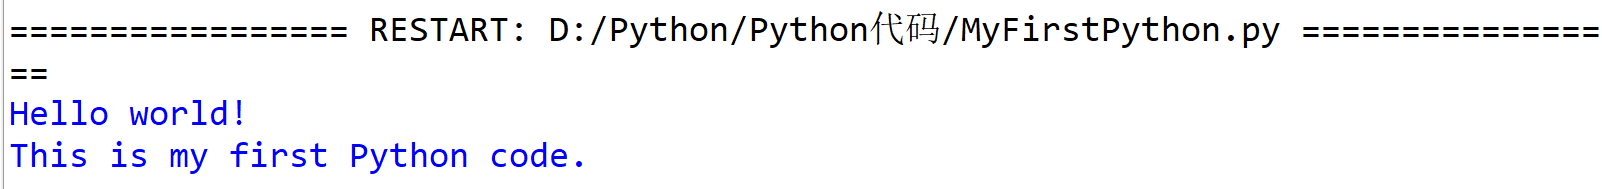 ================= RESTART: D:/Python/Python代码/MyFirstPython.py ===============
==
Hello world!
This is my first Python code.